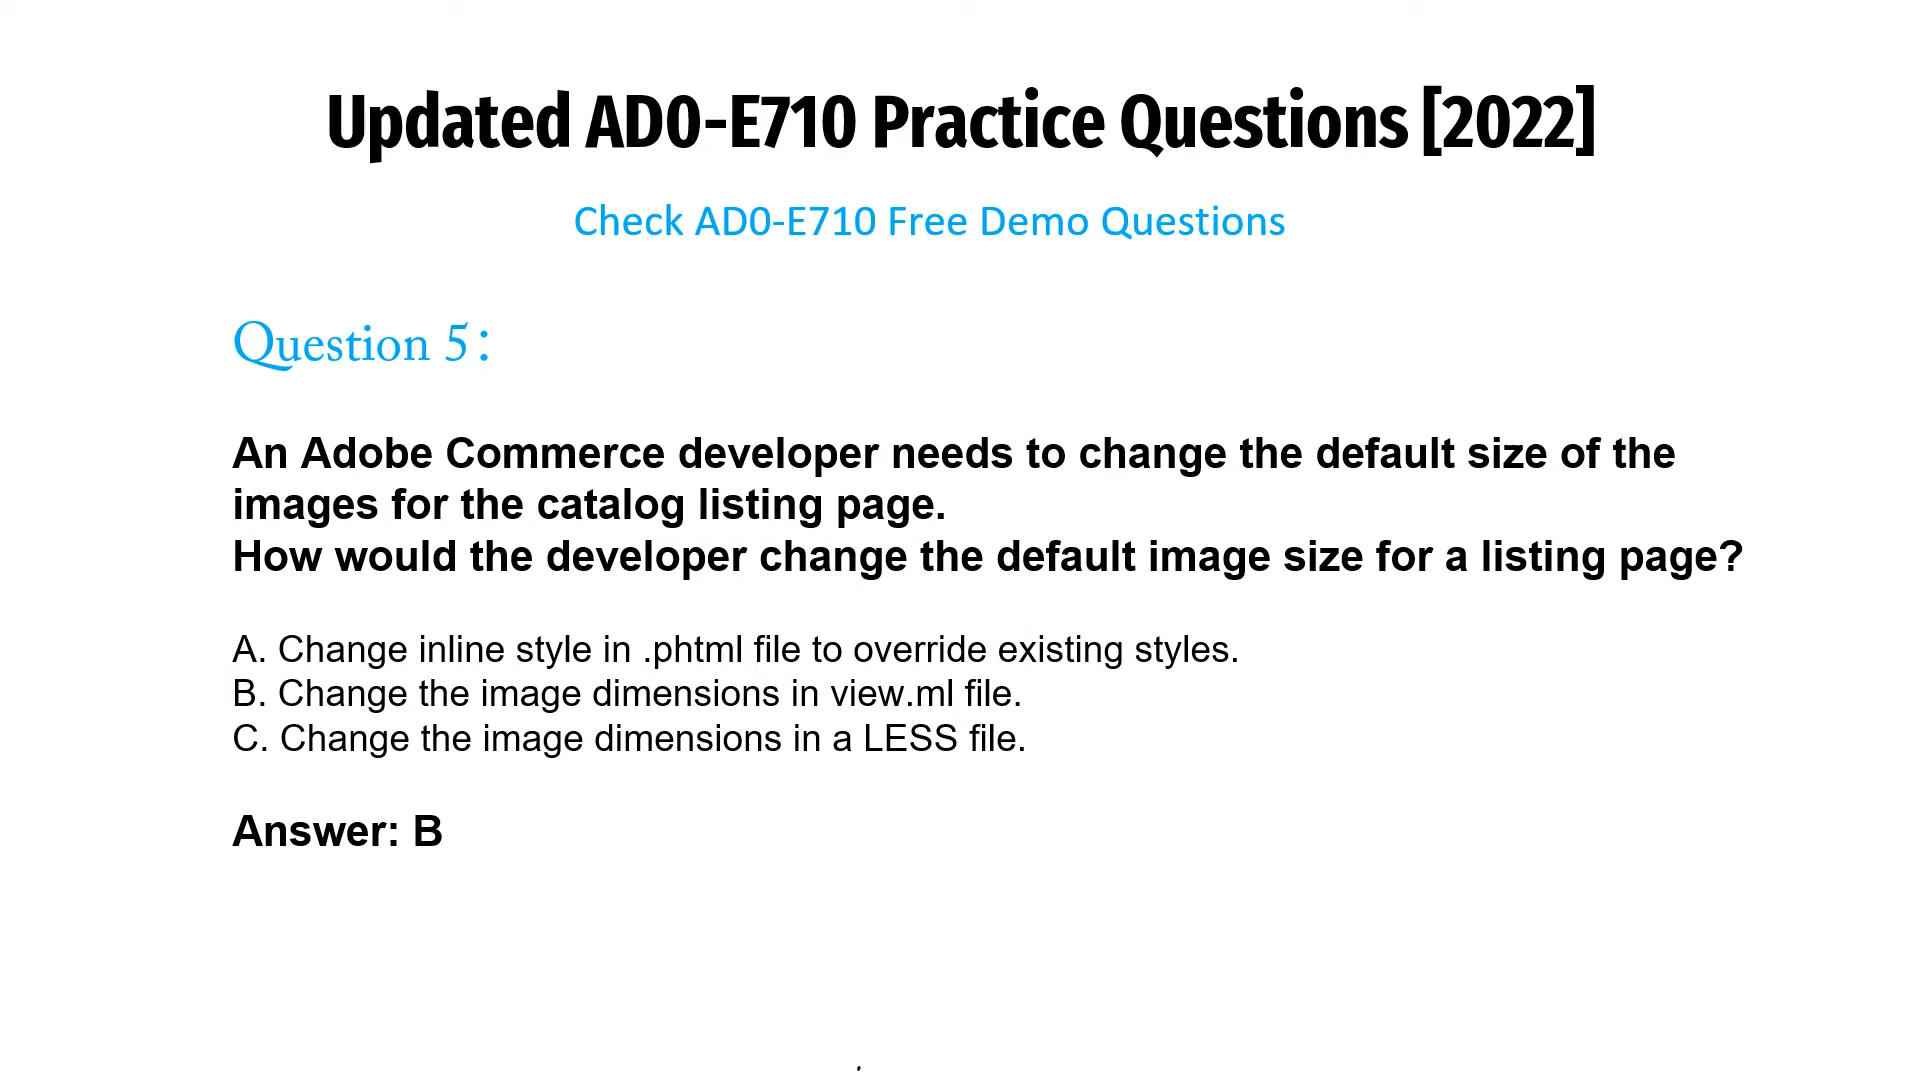 Updated AD0-E710 Practice Questions [2022]
Check AD0-E710 Free Demo Questions
Question 5:
An Adobe Commerce developer needs to change the default size of the
images for the catalog listing page.
How would the developer change the default image size for a listing page?
A. Change inline style in .phtml file to override existing styles.
B. Change the image dimensions in view.ml file.
C. Change the image dimensions in a LESS file.
Answer: B